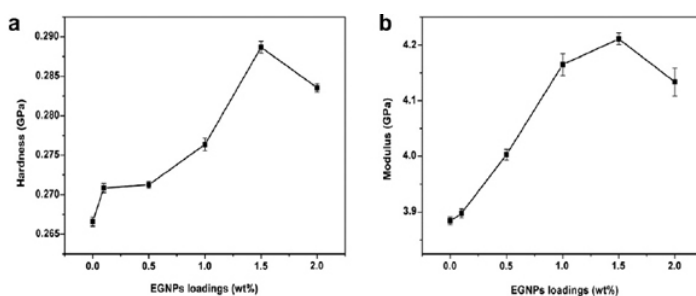 a
Hardness (GPa)
0.290
0.285
0.280
0.275
0.270
0.265
0.0 0.5 1.0 1.5 2.0
EGNPs loadings (wt%)
b
Modulus (GPa)
4.2
4.1
4.0
3.9
0.0 0.5 1.0 1.5 2.0
EGNPs loadings (wt%)